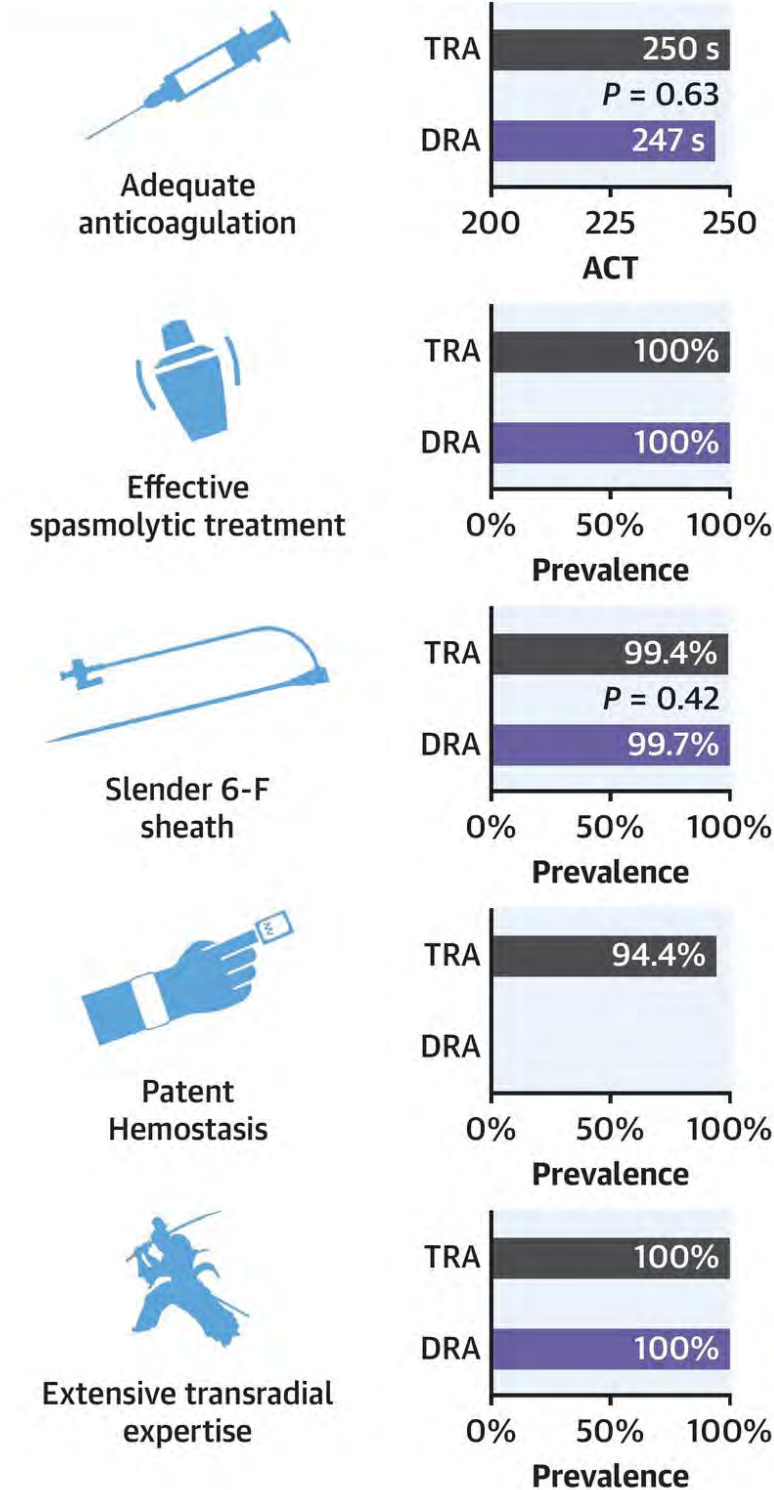 TRA
250 s
P = 0.63
DRA
247 s
Adequate
anticoagulation
200 225 250
ACT
TRA
100%
DRA
100%
Effective
spasmolytic treatment
0% 50% 100%
Prevalence
TRA
99.4%
P = 0.42
DRA
99.7%
Slender 6-F
sheath
0% 50% 100%
Prevalence
TRA
94.4%
DRA
Patent
Hemostasis
0% 50% 100%
Prevalence
TRA
100%
DRA
100%
Extensive transradial
expertise
0% 50% 100%
Prevalence